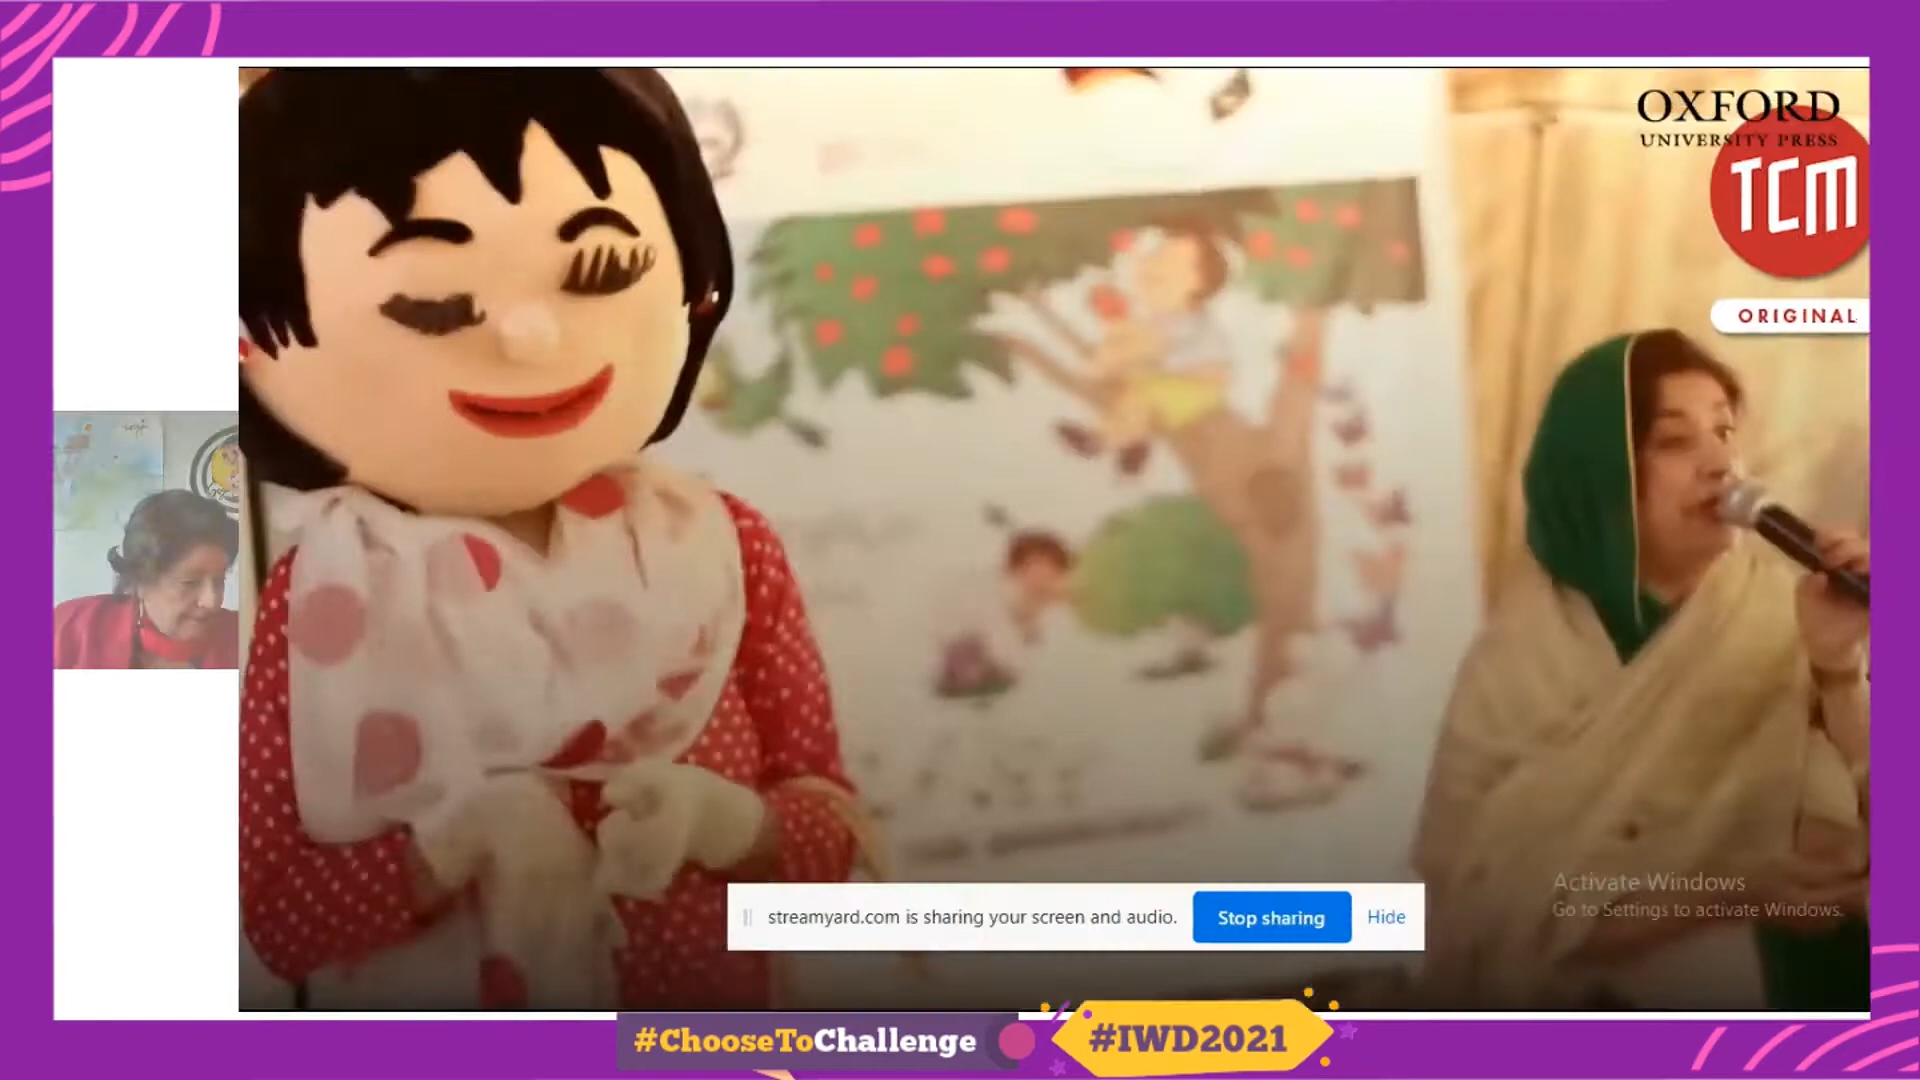 OXFORD
UNIVERSITY PRESS
TCM
ORIGINAL
Activate Windows
Go to Settings to activate Windows.
streamyard.com is sharing your screen and audio.
Stop sharing
Hide
#ChooseToChallenge
#IWD2021